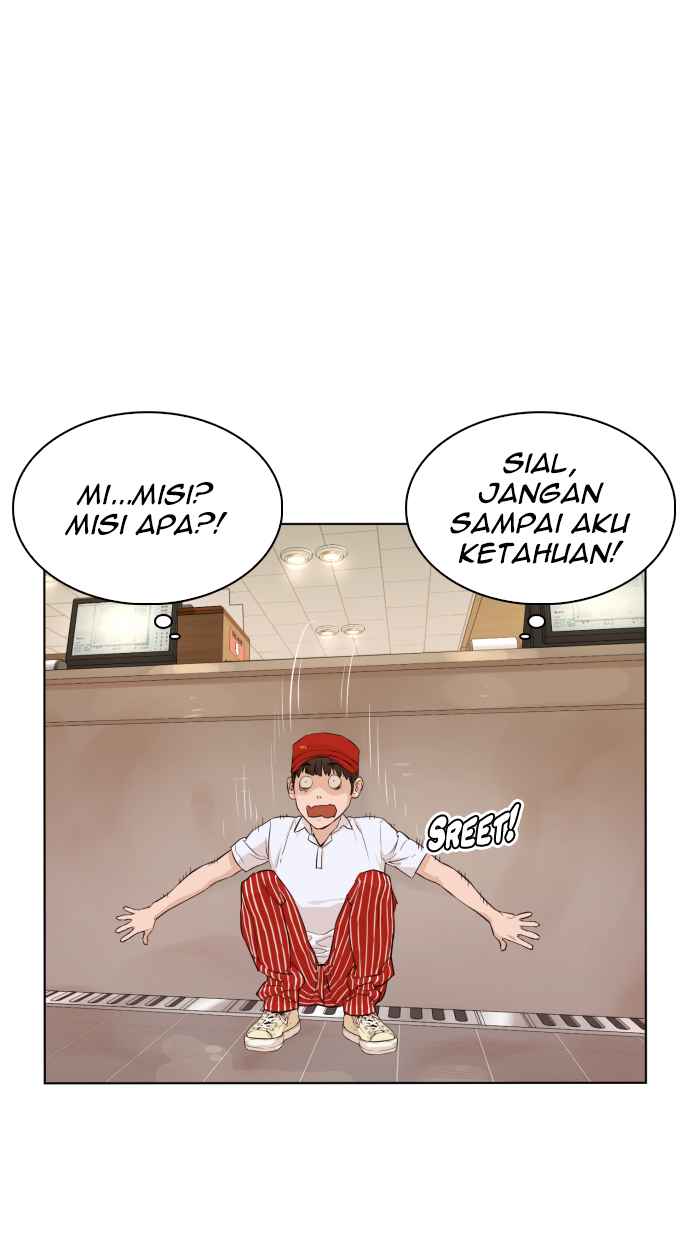 MI...MISI?
MISI APA?!
SIAL,
JANGAN
SAMPAI AKU
KETAHUAN!
SREET!